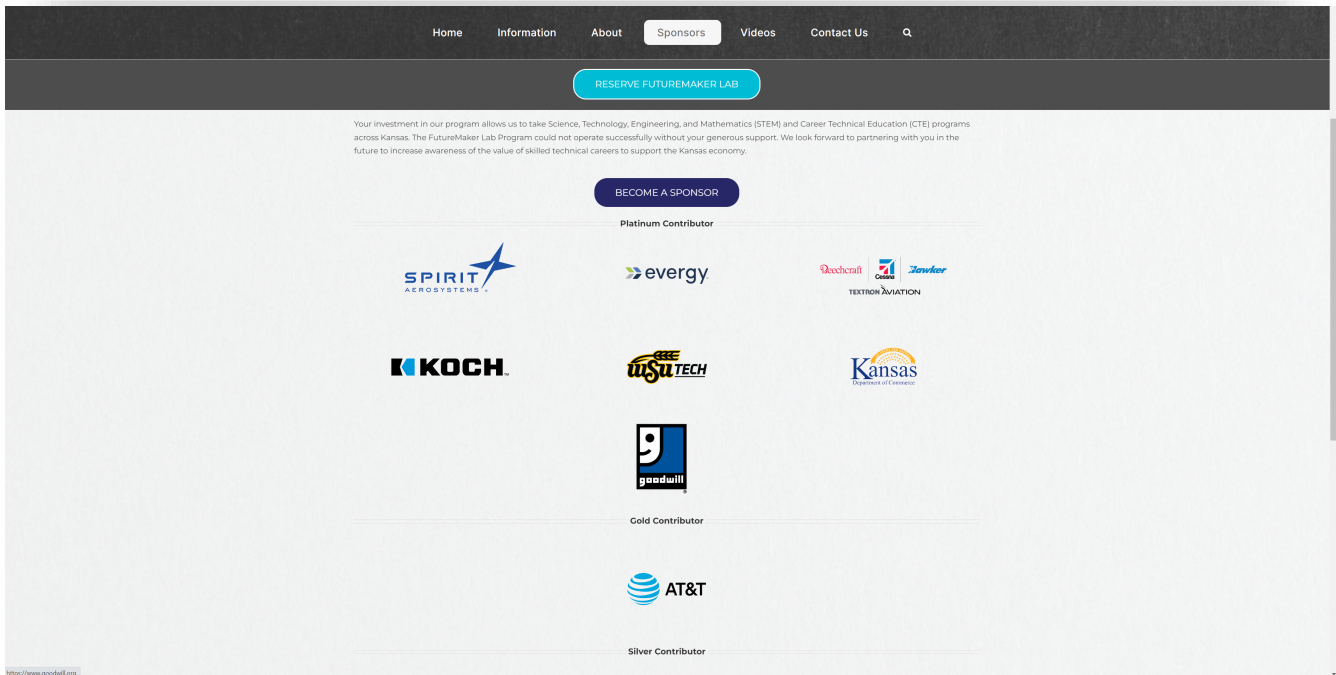 Home Information About Sponsors Videos Contact Us
RESERVE FUTUREMAKER LAB
Your investment in our program allows us to take Science, Technology, Engineering, and Mathematics (STEM) and Career Technical Education (CTE) programs
across Kansas. The FutureMaker Lab Program could not operate successfully without your generous support. We look forward to partnering with you in the
future to increase awareness of the value of skilled technical careers to support the Kansas economy.
BECOME A SPONSOR
Platinum Contributor
SPIRIT
AEROSYSTEMS ®
evergy
Beechcraft Cessna Hawker
TEXTRON AVIATION
KOCH™
WSU TECH
Kansas
Department of Commerce
goodwill
®
Gold Contributor
AT&T
Silver Contributor
https://www.goodwill.org